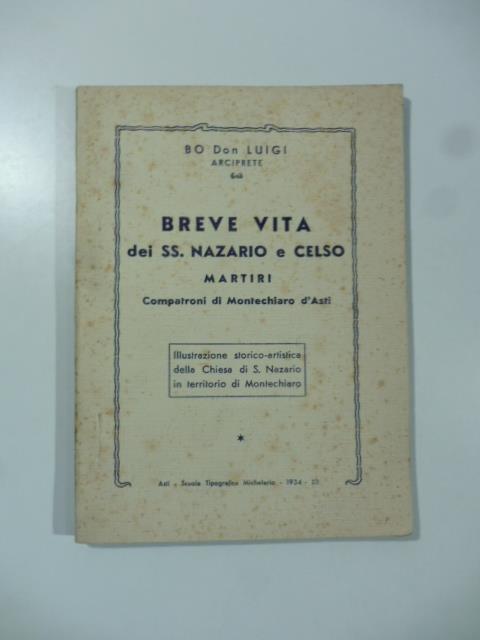 BO Don LUIGI
ARCIPRETE
BREVE VITA
dei SS. NAZARIO e CELSO
MARTIRI
Compatroni di Montechiaro d'Asti
Illustrazione storico-artistica
della Chiesa di S. Nazario
in territorio di Montechiaro
*
Asti - Scuola Tipografica Michelerio - 1934 -